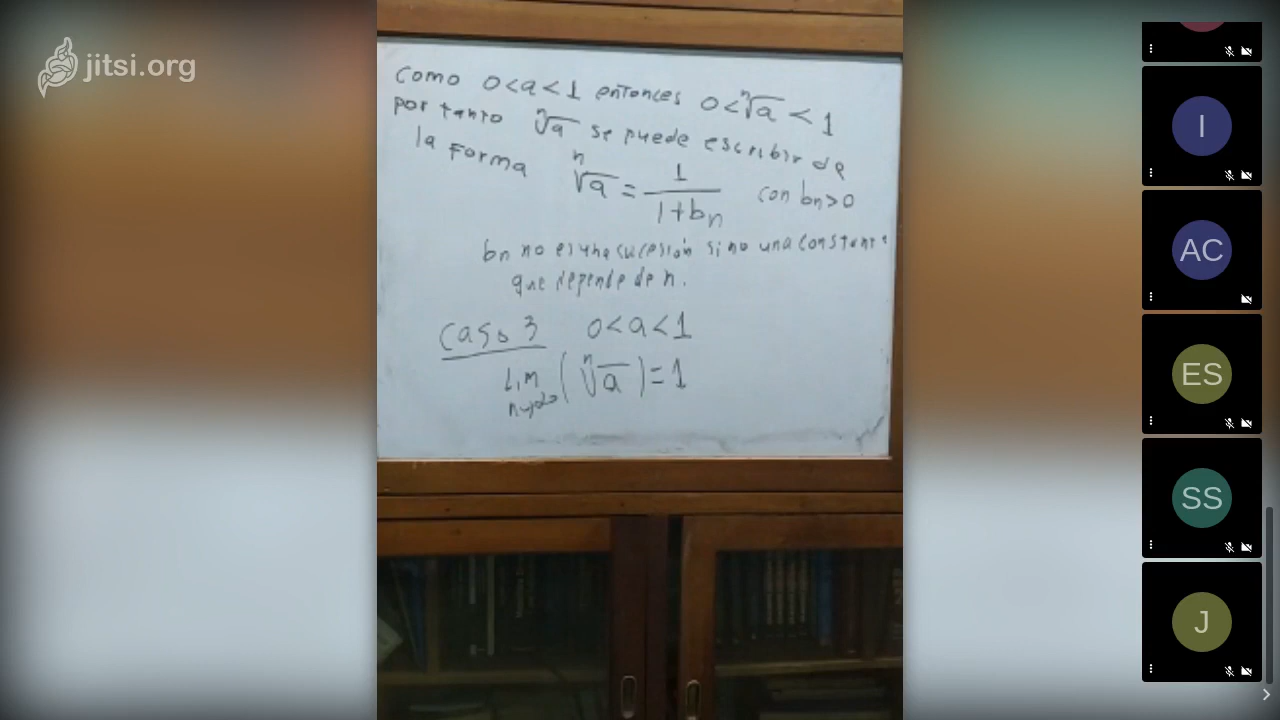 jitsi.org
Como 0<a<1 entonces 0<ⁿ√a<1
por tanto ⁿ√a se puede escribir de
la forma ⁿ√a = 1/(1+bn) con bn>0
bn no es una sucesión si no una constante
que depende de n.
Caso 3 0<a<1
Lim n→∞ (ⁿ√a)=1
I
AC
ES
SS
J